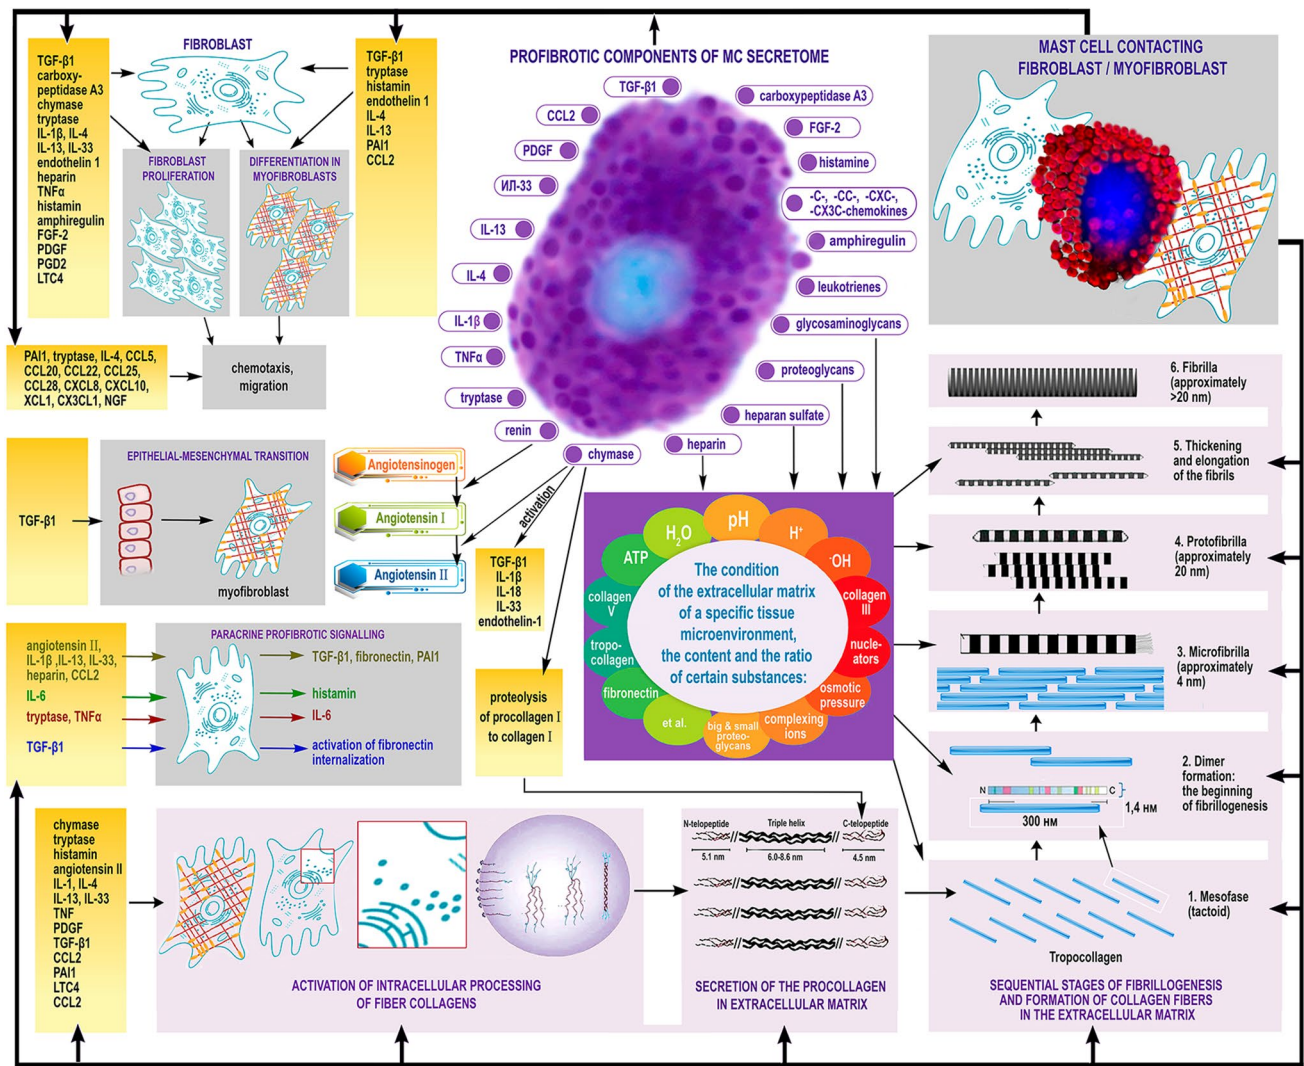 FIBROBLAST
TGF-β1
carboxy-
peptidase A3
chymase
tryptase
IL-1β, IL-4
IL-13, IL-33
endothelin 1
heparin
TNFα
histamin
amphiregulin
FGF-2
PDGF
PGD2
LTC4
TGF-β1
tryptase
histamin
endothelin 1
IL-4
IL-13
PAI1
CCL2
FIBROBLAST
PROLIFERATION
DIFFERENTIATION IN
MYOFIBROBLASTS
PAI1, tryptase, IL-4, CCL5,
CCL20, CCL22, CCL25,
CCL28, CXCL8, CXCL10,
XCL1, CX3CL1, NGF
chemotaxis,
migration
PROFIBROTIC COMPONENTS OF MC SECRETOME
TGF-β1
CCL2
PDGF
ИЛ-33
IL-13
IL-4
IL-1β
TNFα
tryptase
renin
chymase
carboxypeptidase A3
FGF-2
histamine
-C-, -CC-, -CXC-,
-CX3C-chemokines
amphiregulin
leukotrienes
glycosaminoglycans
proteoglycans
heparan sulfate
heparin
MAST CELL CONTACTING
FIBROBLAST / MYOFIBROBLAST
TGF-β1
EPITHELIAL-MESENCHYMAL TRANSITION
myofibroblast
Angiotensinogen
Angiotensin I
Angiotensin II
activation
TGF-β1
IL-1β
IL-18
IL-33
endothelin-1
proteolysis
of procollagen I
to collagen I
angiotensin II,
IL-1β ,IL-13, IL-33,
heparin, CCL2
IL-6
tryptase, TNFα
TGF-β1
PARACRINE PROFIBROTIC SIGNALLING
TGF-β1, fibronectin, PAI1
histamin
IL-6
activation of fibronectin
internalization
pH
H⁺
-OH
collagen
III
nucle-
ators
osmotic
pressure
complexing
ions
big & small
proteo-
glycans
et al.
fibronectin
tropo-
collagen
collagen
V
ATP
H₂O
The condition
of the extracellular matrix
of a specific tissue
microenvironment,
the content and the ratio
of certain substances:
6. Fibrilla
(approximately
>20 nm)
5. Thickening
and elongation
of the fibrils
4. Protofibrilla
(approximately
20 nm)
3. Microfibrilla
(approximately
4 nm)
2. Dimer
formation:
the beginning
of fibrillogenesis
N
C
1,4 нм
300 нм
1. Mesofase
(tactoid)
Tropocollagen
SEQUENTIAL STAGES OF FIBRILLOGENESIS
AND FORMATION OF COLLAGEN FIBERS
IN THE EXTRACELLULAR MATRIX
chymase
tryptase
histamin
angiotensin II
IL-1, IL-4
IL-13, IL-33
TNF
PDGF
TGF-β1
CCL2
PAI1
LTC4
CCL2
ACTIVATION OF INTRACELLULAR PROCESSING
OF FIBER COLLAGENS
N-telopeptide
Triple helix
C-telopeptide
5.1 nm
6.0-8.6 nm
4.5 nm
SECRETION OF THE PROCOLLAGEN
IN EXTRACELLULAR MATRIX